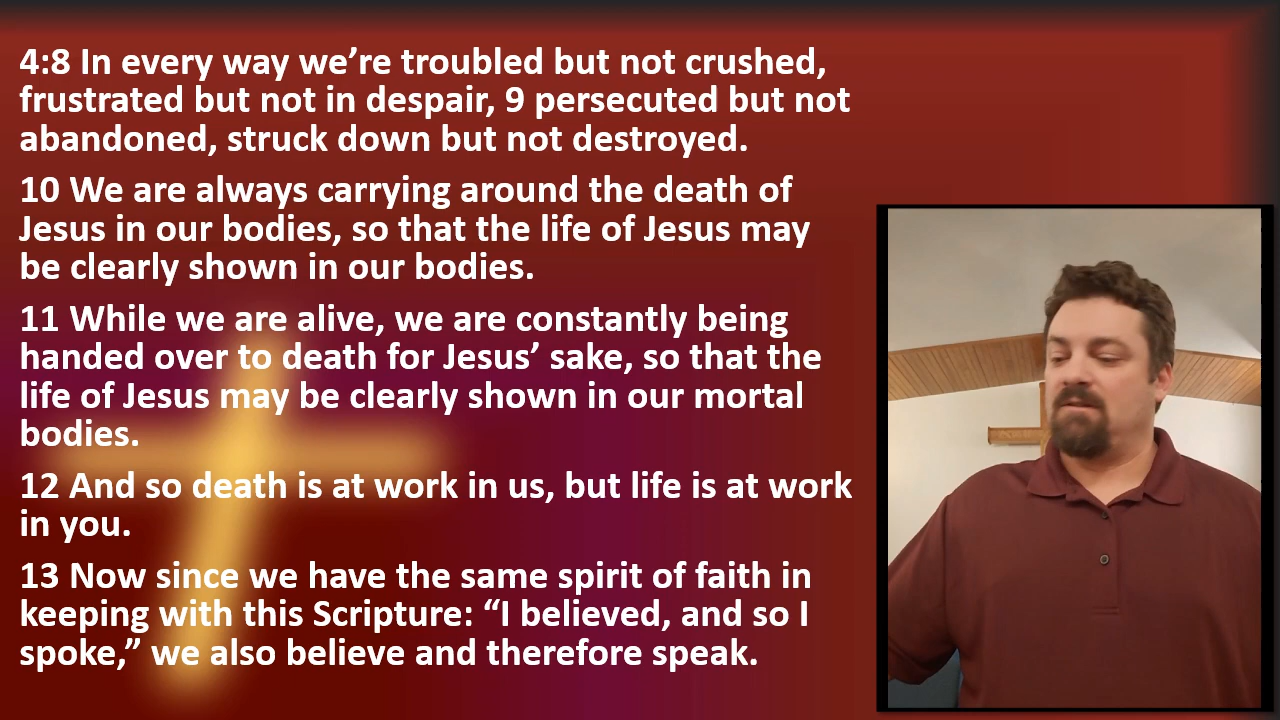 4:8 In every way we’re troubled but not crushed,
frustrated but not in despair, 9 persecuted but not
abandoned, struck down but not destroyed.
10 We are always carrying around the death of
Jesus in our bodies, so that the life of Jesus may
be clearly shown in our bodies.
11 While we are alive, we are constantly being
handed over to death for Jesus’ sake, so that the
life of Jesus may be clearly shown in our mortal
bodies.
12 And so death is at work in us, but life is at work
in you.
13 Now since we have the same spirit of faith in
keeping with this Scripture: “I believed, and so I
spoke,” we also believe and therefore speak.